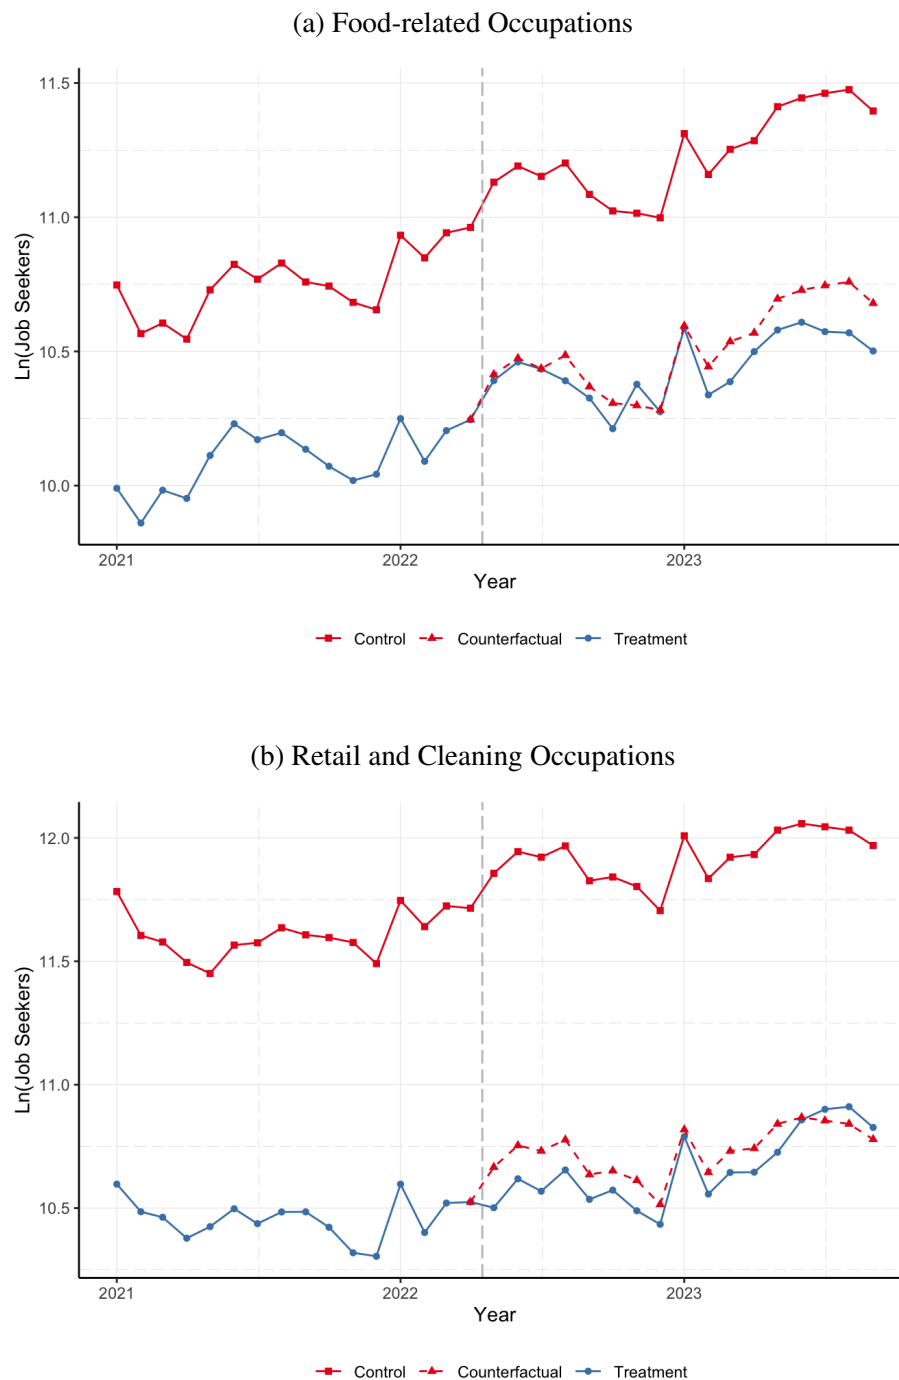 (a) Food-related Occupations
11.5
11.0
10.5
10.0
Ln(Job Seekers)
2021 2022 2023
Year
Control Counterfactual Treatment
(b) Retail and Cleaning Occupations
12.0
11.5
11.0
10.5
Ln(Job Seekers)
2021 2022 2023
Year
Control Counterfactual Treatment